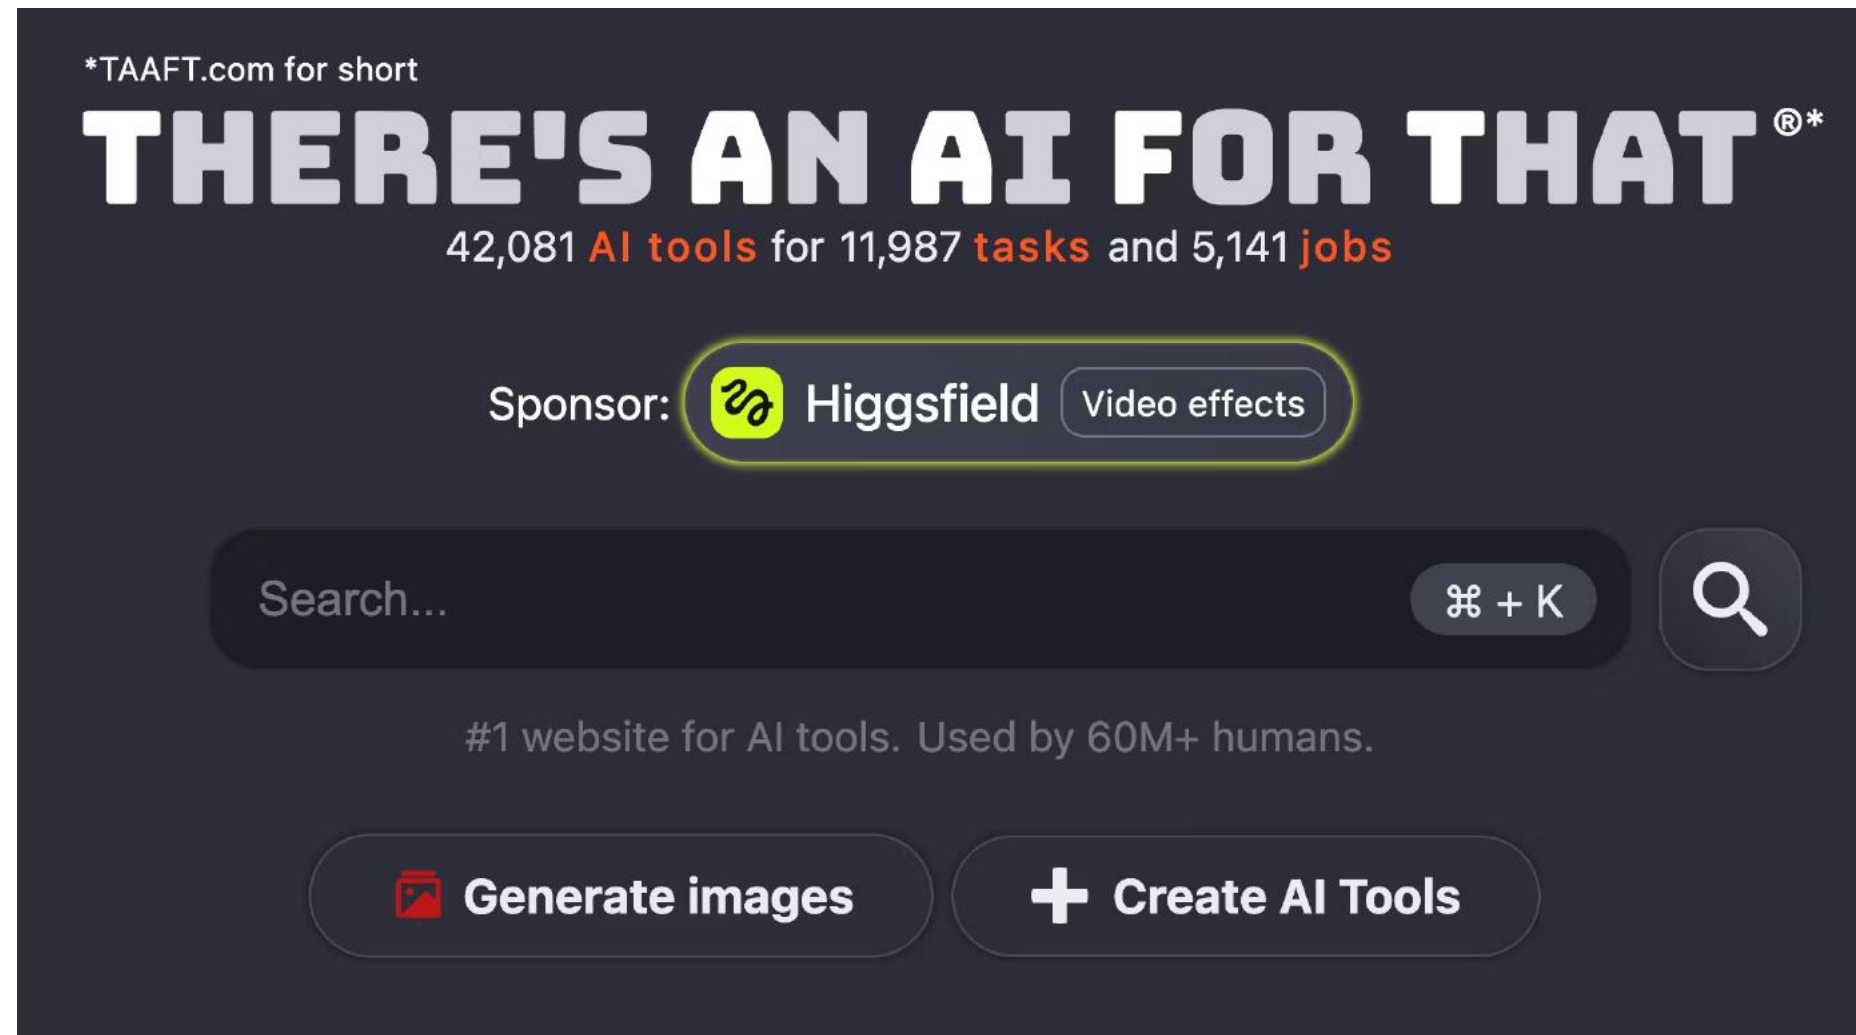 *TAAFT.com for short
THERE'S AN AI FOR THAT®*
42,081 AI tools for 11,987 tasks and 5,141 jobs
Sponsor: Higgsfield Video effects
Search... ⌘ + K
#1 website for AI tools. Used by 60M+ humans.
Generate images Create AI Tools